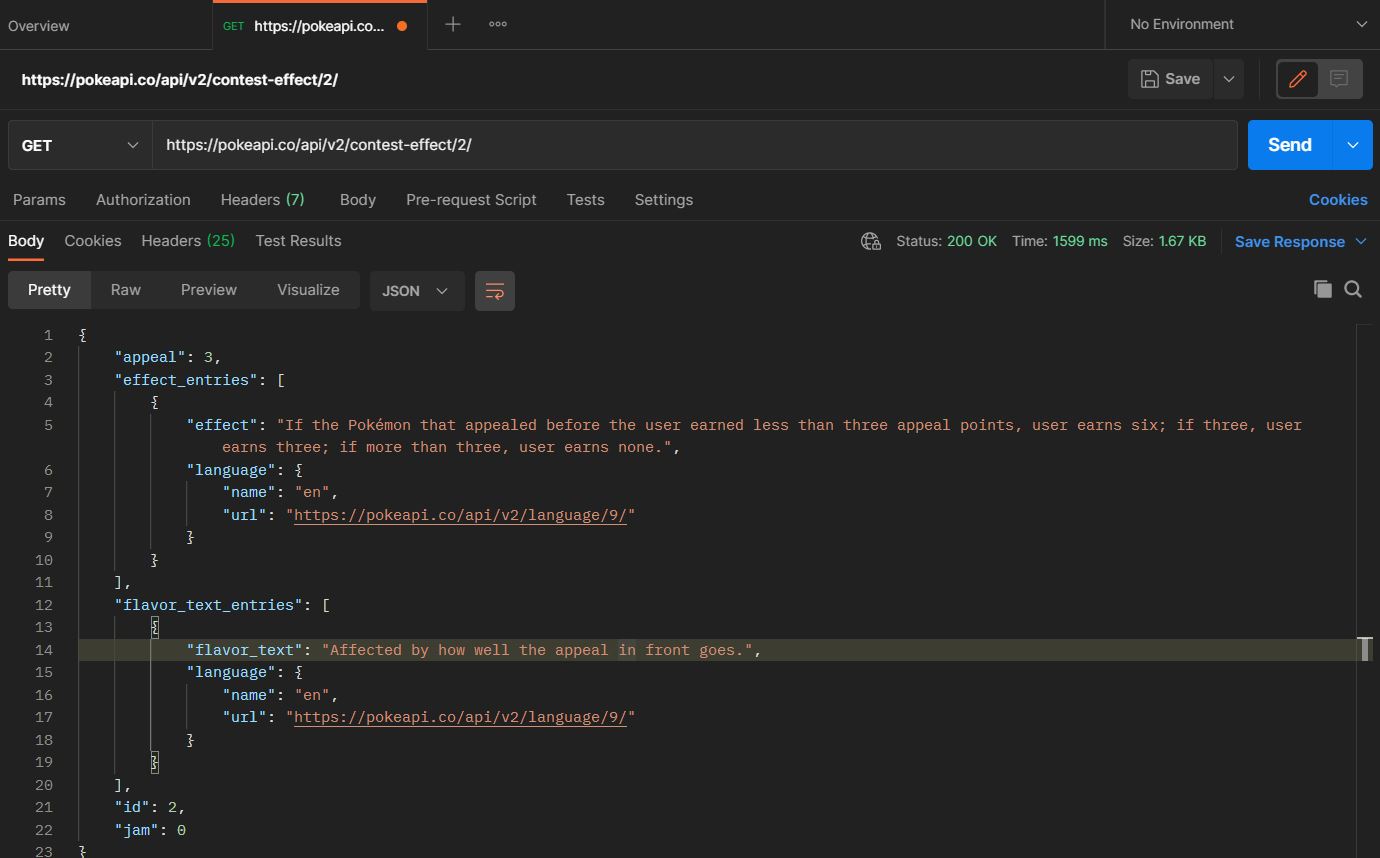 Overview
GET https://pokeapi.co... + ooo
No Environment
https://pokeapi.co/api/v2/contest-effect/2/
Save
GET
https://pokeapi.co/api/v2/contest-effect/2/
Send
Params Authorization Headers (7) Body Pre-request Script Tests Settings Cookies
Body Cookies Headers (25) Test Results Status: 200 OK Time: 1599 ms Size: 1.67 KB Save Response
Pretty Raw Preview Visualize JSON
1 {
2 "appeal": 3,
3 "effect_entries": [
4 {
5 "effect": "If the Pokémon that appealed before the user earned less than three appeal points, user earns six; if three, user
earns three; if more than three, user earns none.",
6 "language": {
7 "name": "en",
8 "url": "https://pokeapi.co/api/v2/language/9/"
9 }
10 }
11 ],
12 "flavor_text_entries": [
13 {
14 "flavor_text": "Affected by how well the appeal in front goes.",
15 "language": {
16 "name": "en",
17 "url": "https://pokeapi.co/api/v2/language/9/"
18 }
19 }
20 ],
21 "id": 2,
22 "jam": 0
23 }